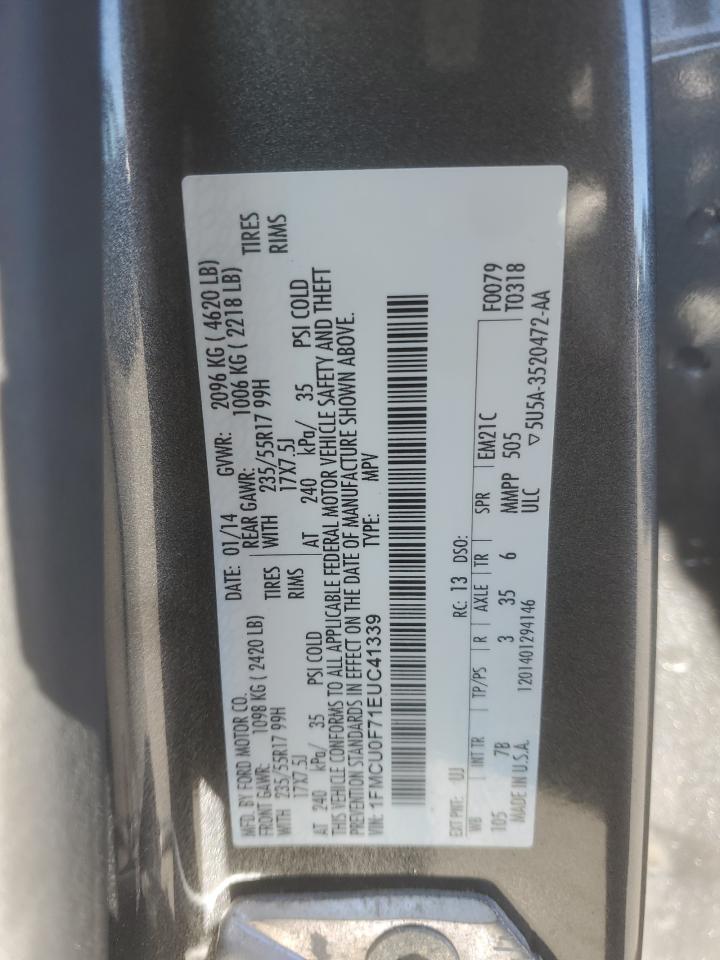 MFD. BY FORD MOTOR CO. DATE: 01/14 GVWR: 2096 KG ( 4620 LB)
FRONT GAWR: 1098 KG ( 2420 LB) REAR GAWR: 1006 KG ( 2218 LB)
WITH 235/55R17 99H TIRES WITH 235/55R17 99H TIRES
17X7.5J RIMS 17X7.5J RIMS
AT 240 kPa/ 35 PSI COLD AT 240 kPa/ 35 PSI COLD
THIS VEHICLE CONFORMS TO ALL APPLICABLE FEDERAL MOTOR VEHICLE SAFETY AND THEFT
PREVENTION STANDARDS IN EFFECT ON THE DATE OF MANUFACTURE SHOWN ABOVE.
VIN: 1FMCU0F71EUC41339 TYPE: MPV
EXT PNT: UJ RC: 13 DSO:
WB INT TR TP/PS R AXLE TR SPR EM21C F0079
105 7B 3 35 6 MMPP 505 T0318
MADE IN U.S.A. 1201401294146 ULC ▽5U5A-3520472-AA